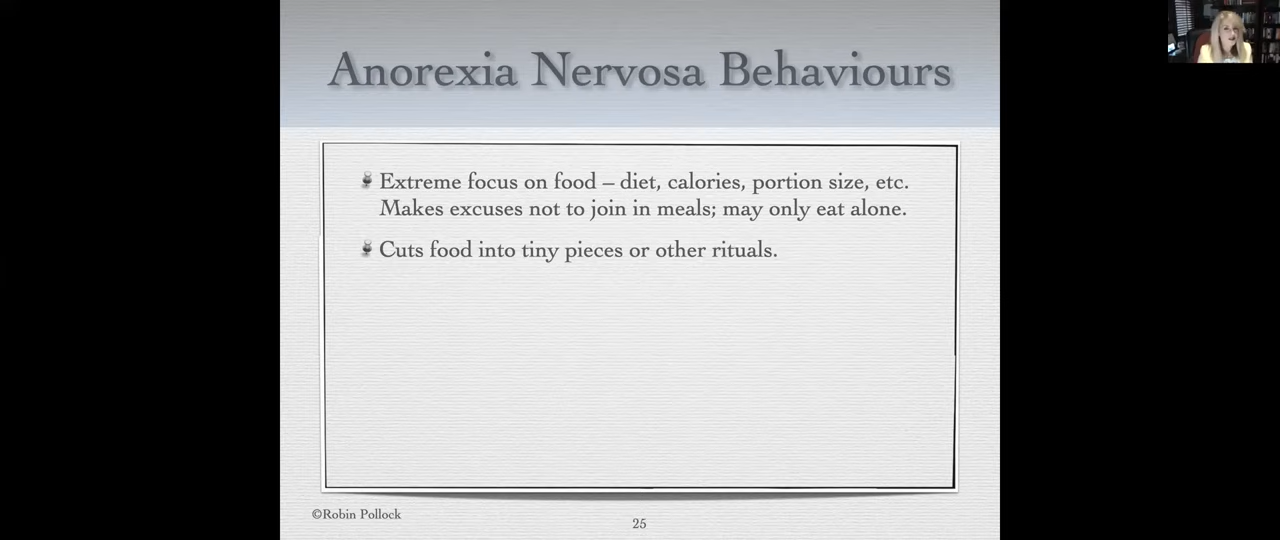 Anorexia Nervosa Behaviours
Extreme focus on food – diet, calories, portion size, etc.
Makes excuses not to join in meals; may only eat alone.
Cuts food into tiny pieces or other rituals.
©Robin Pollock
25